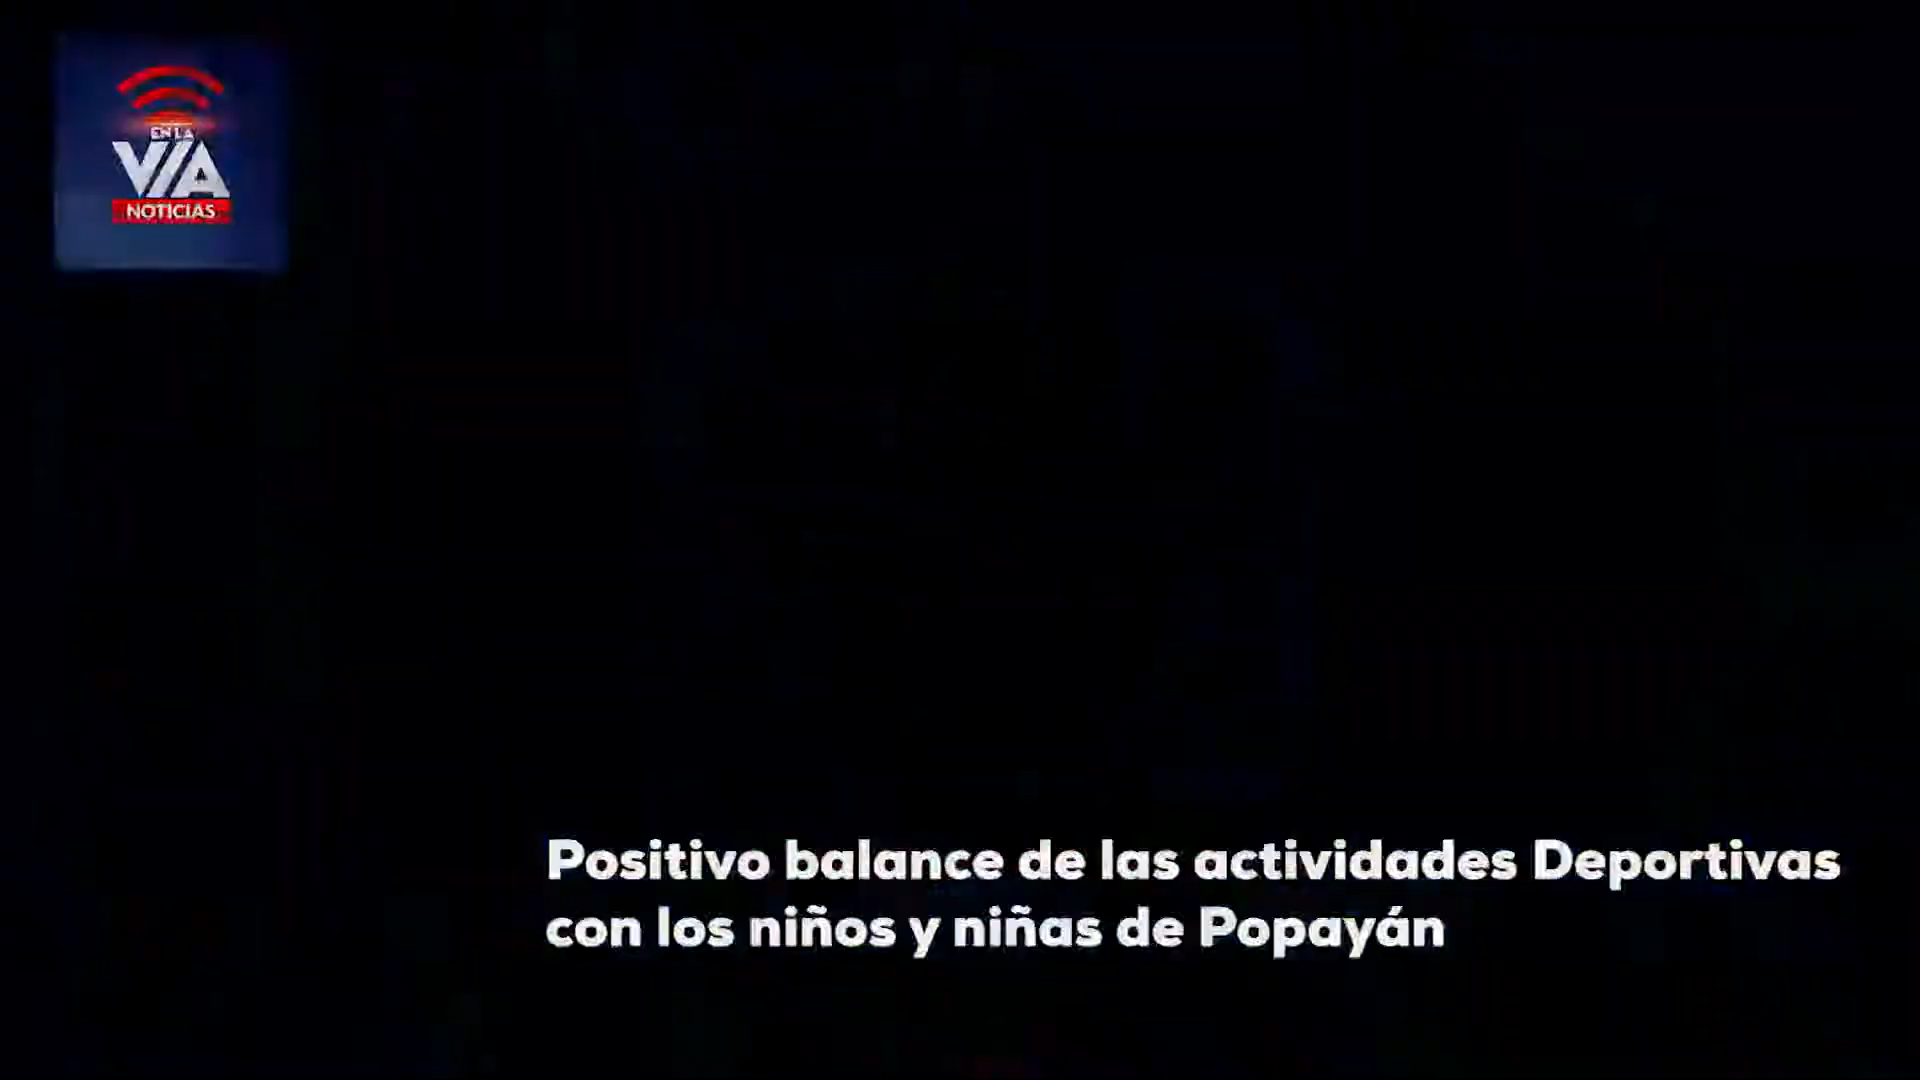 EN LA
VIA
NOTICIAS
Positivo balance de las actividades Deportivas
con los niños y niñas de Popayán